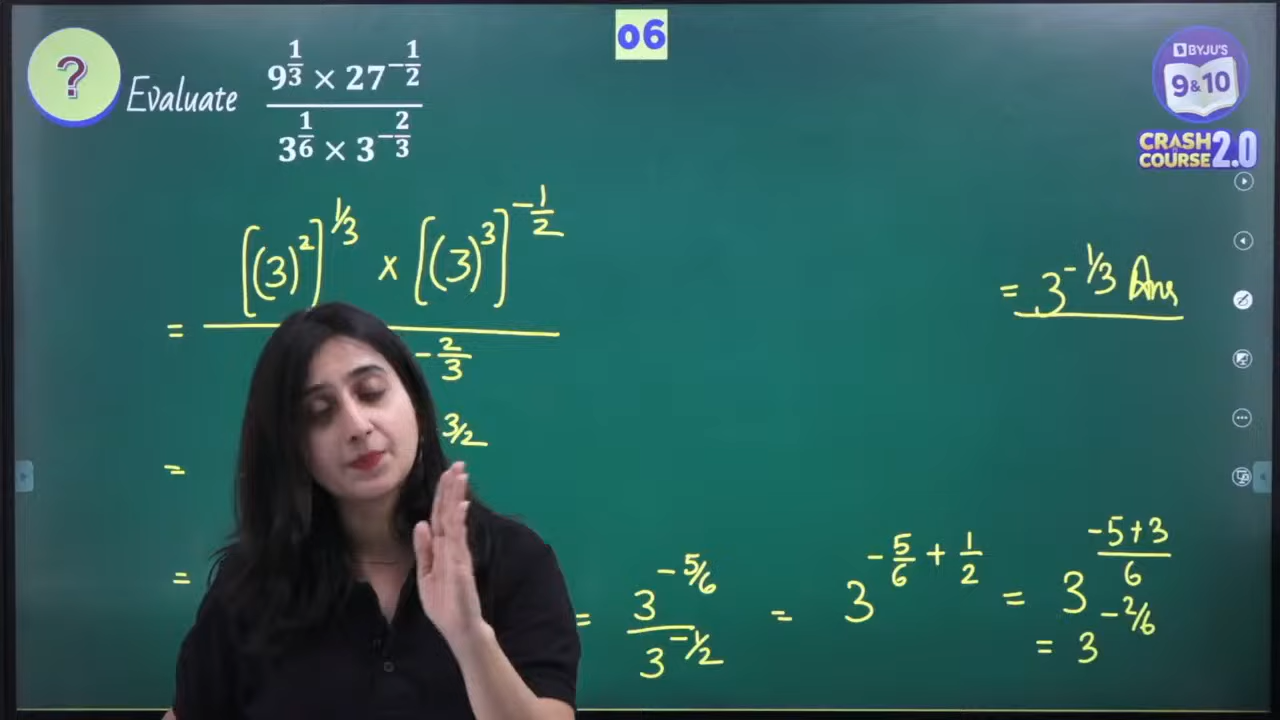 06
?
Evaluate 9^(1/3) × 27^(-1/2)
3^(1/6) × 3^(-2/3)
BYJU'S
9&10
CRASH
COURSE 2.0
= [(3)^2]^(1/3) × [(3)^3]^(-1/2)
-2/3
= 3/2
=
= 3^(-5/6) / 3^(-1/2) = 3^(-5/6 + 1/2) = 3^((-5+3)/6)
= 3^(-2/6)
= 3^(-1/3) Ans